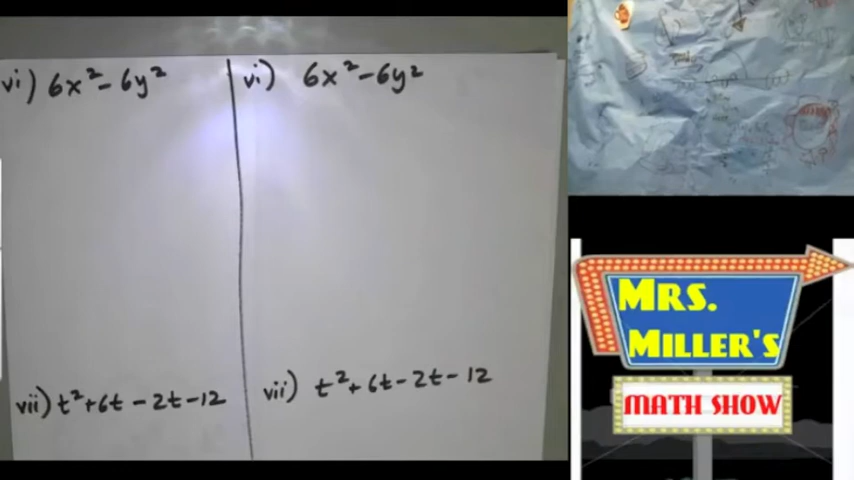 vi) 6x² - 6y²
vi) 6x² - 6y²
vii) t² + 6t - 2t - 12
vii) t² + 6t - 2t - 12
MRS.
MILLER'S
MATH SHOW